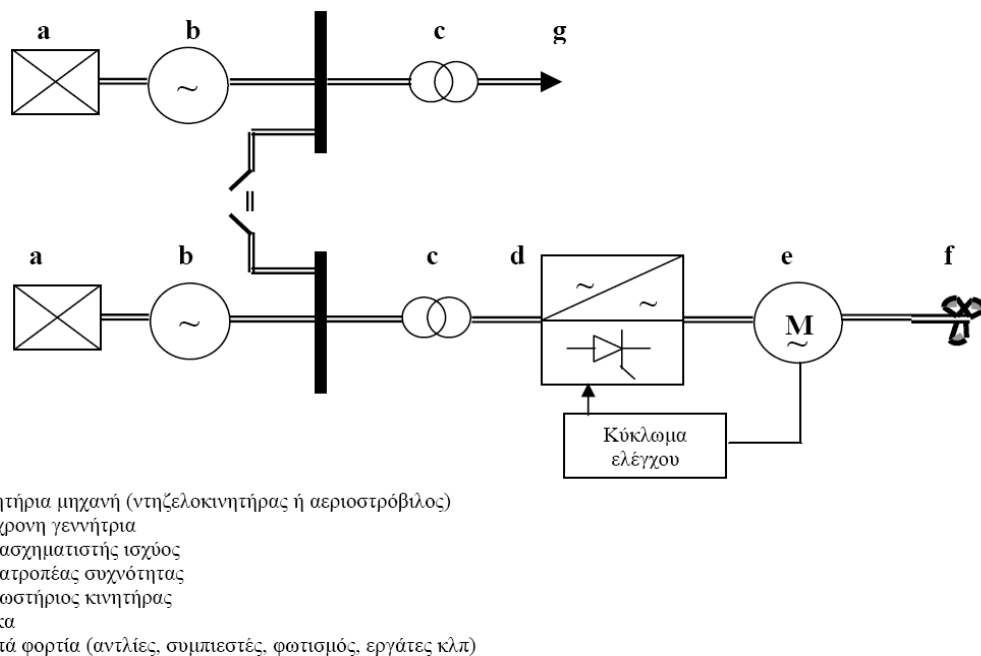 a b c g
~
a b c d e f
~ ~ ~ M ~
Κύκλωμα
ελέγχου
ητήρια μηχανή (ντηζελοκινητήρας ή αεριοστρόβιλος)
χρονη γεννήτρια
ασχηματιστής ισχύος
ατροπέας συχνότητας
ωστήριος κινητήρας
κα
τά φορτία (αντλίες, συμπιεστές, φωτισμός, εργάτες κλπ)